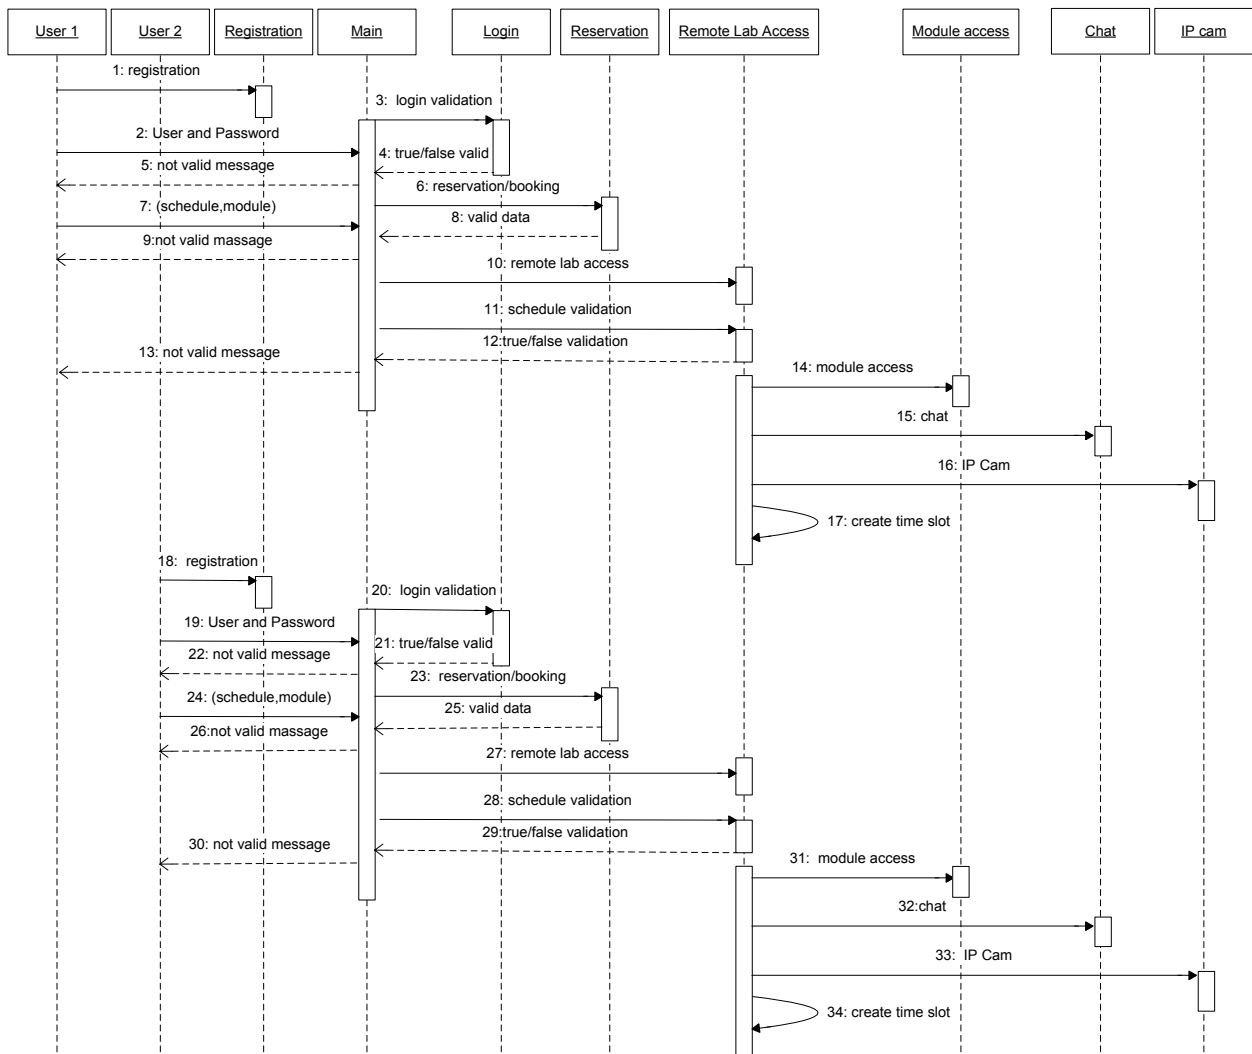 User 1
User 2
Registration
Main
Login
Reservation
Remote Lab Access
Module access
Chat
IP cam
1: registration
3:  login validation
2: User and Password
4: true/false valid
5: not valid message
6: reservation/booking
7: (schedule,module)
8: valid data
9:not valid massage
10: remote lab access
11: schedule validation
12:true/false validation
13: not valid message
14: module access
15: chat
16: IP Cam
17: create time slot
18:  registration
20:  login validation
19: User and Password
21: true/false valid
22: not valid message
23:  reservation/booking
24: (schedule,module)
25: valid data
26:not valid massage
27: remote lab access
28: schedule validation
29:true/false validation
30: not valid message
31:  module access
32:chat
33:  IP Cam
34: create time slot